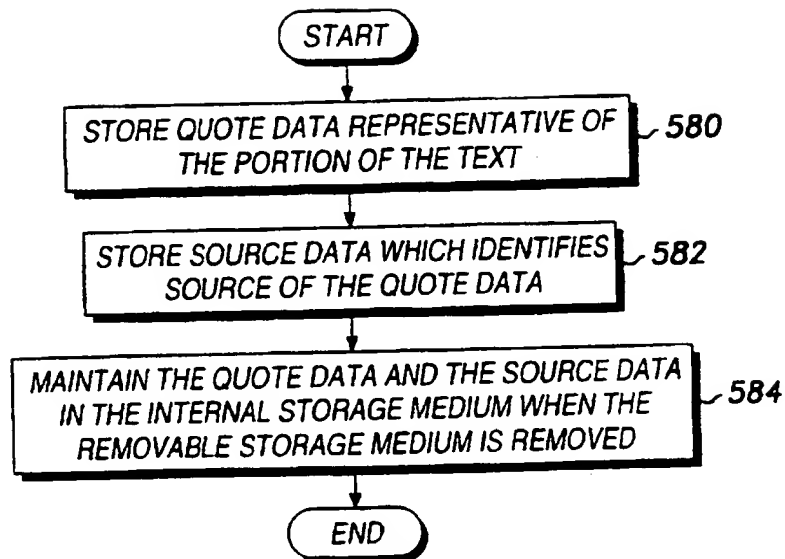 START
STORE QUOTE DATA REPRESENTATIVE OF
THE PORTION OF THE TEXT
580
STORE SOURCE DATA WHICH IDENTIFIES
SOURCE OF THE QUOTE DATA
582
MAINTAIN THE QUOTE DATA AND THE SOURCE DATA
IN THE INTERNAL STORAGE MEDIUM WHEN THE
REMOVABLE STORAGE MEDIUM IS REMOVED
584
END